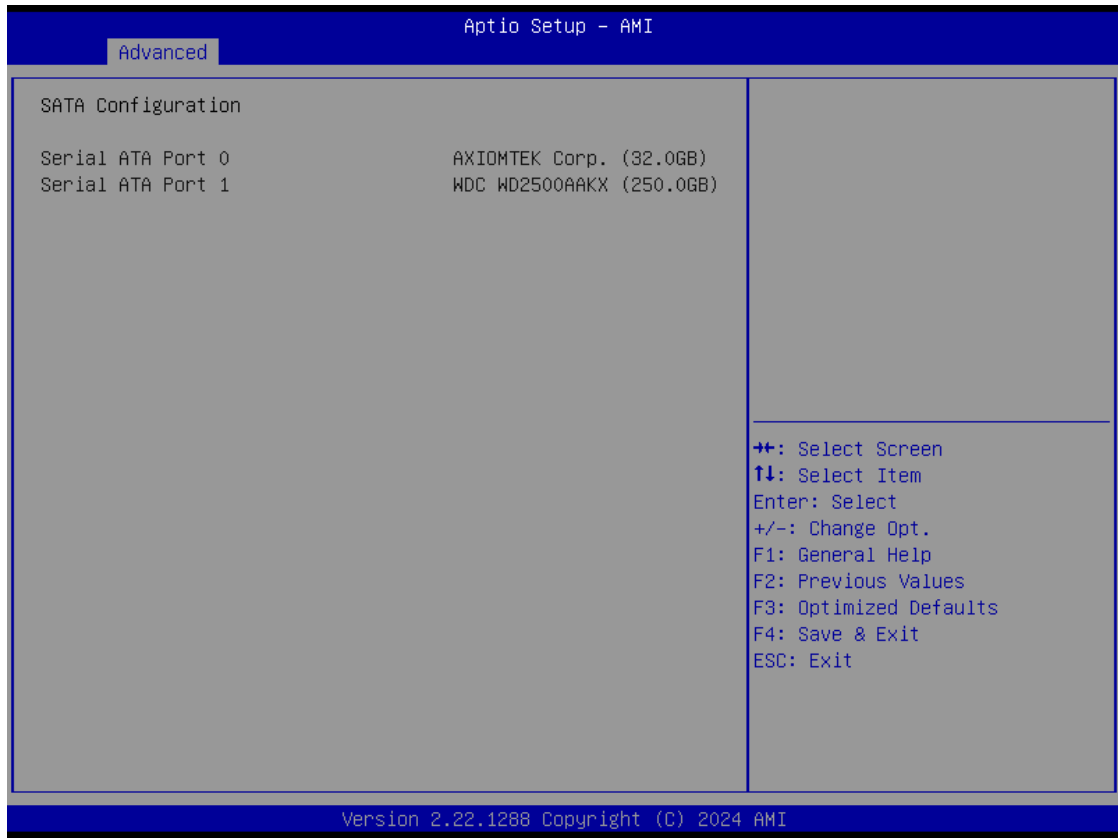 Aptio Setup – AMI
Advanced
SATA Configuration
Serial ATA Port 0 AXIOMTEK Corp. (32.0GB)
Serial ATA Port 1 WDC WD2500AAKX (250.0GB)
→←: Select Screen
↑↓: Select Item
Enter: Select
+/-: Change Opt.
F1: General Help
F2: Previous Values
F3: Optimized Defaults
F4: Save & Exit
ESC: Exit
Version 2.22.1288 Copyright (C) 2024 AMI